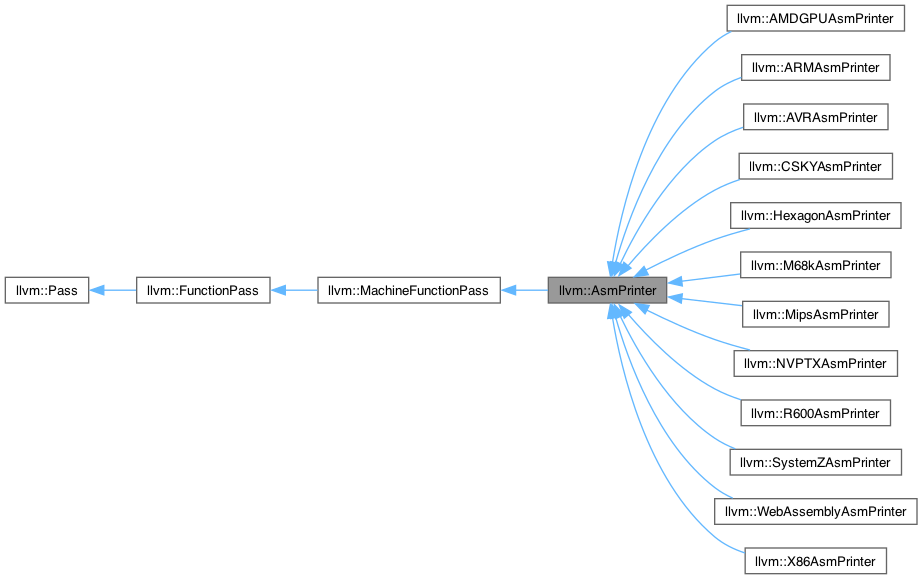 llvm::Pass
llvm::FunctionPass
llvm::MachineFunctionPass
llvm::AsmPrinter
llvm::AMDGPUAsmPrinter
llvm::ARMAsmPrinter
llvm::AVRAsmPrinter
llvm::CSKYAsmPrinter
llvm::HexagonAsmPrinter
llvm::M68kAsmPrinter
llvm::MipsAsmPrinter
llvm::NVPTXAsmPrinter
llvm::R600AsmPrinter
llvm::SystemZAsmPrinter
llvm::WebAssemblyAsmPrinter
llvm::X86AsmPrinter